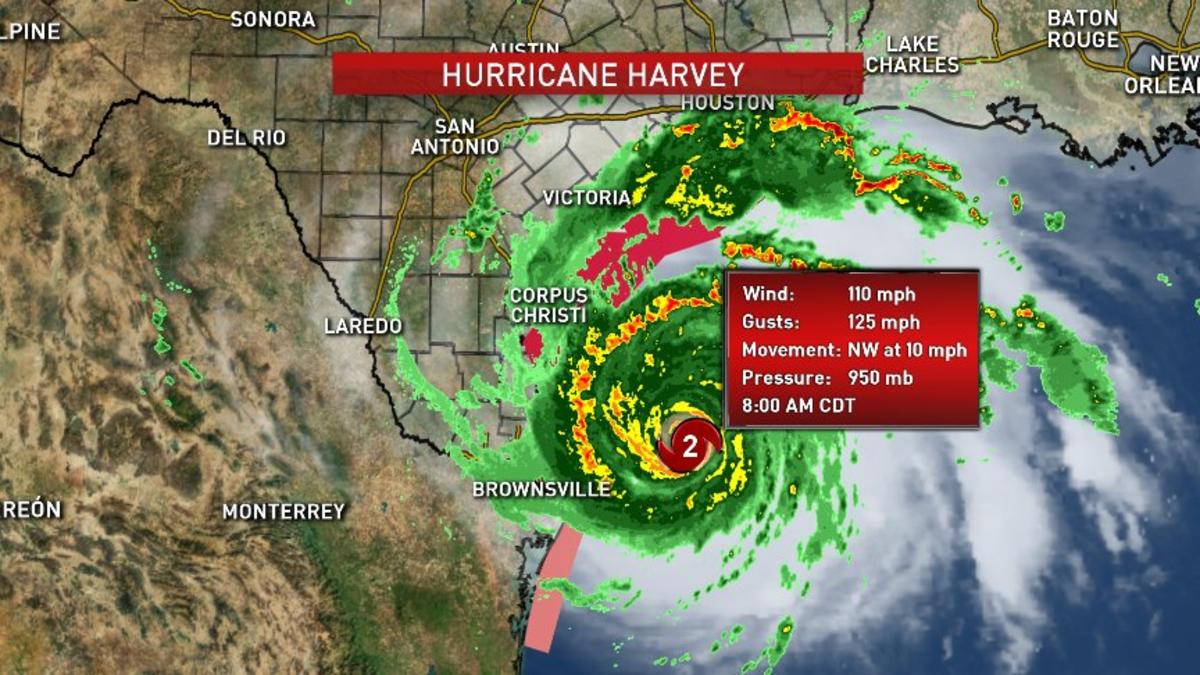 LPINE
SONORA
AUSTIN
HURRICANE HARVEY
LAKE
CHARLES
BATON
ROUGE
NEW
ORLEA
HOUSTON
DEL RIO
SAN
ANTONIO
VICTORIA
CORPUS
CHRISTI
LAREDO
Wind: 110 mph
Gusts: 125 mph
Movement: NW at 10 mph
Pressure: 950 mb
8:00 AM CDT
2
BROWNSVILLE
REÓN
MONTERREY